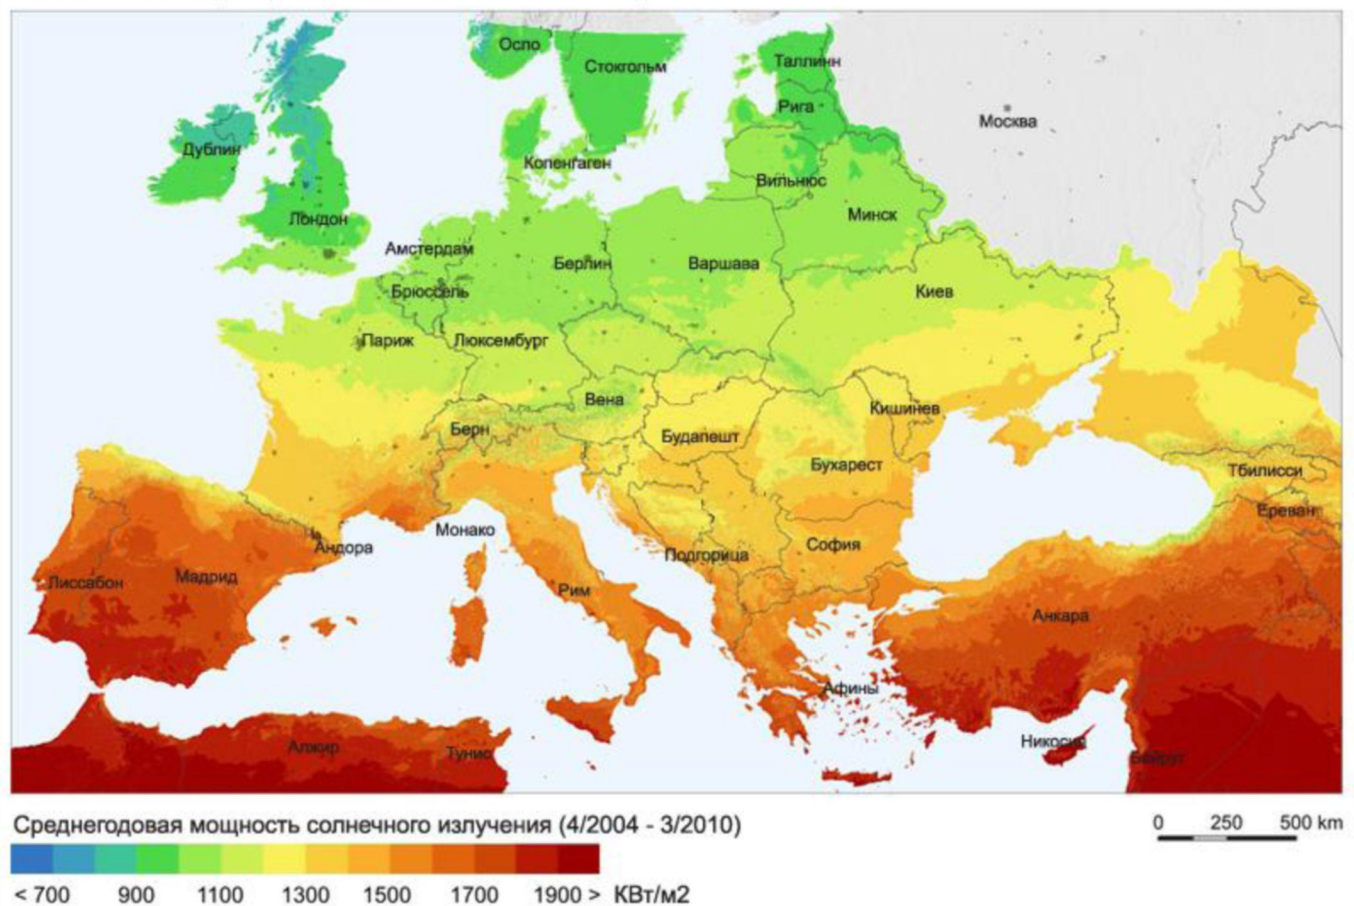 Осло
Стокгольм
Таллинн
Рига
Москва
Дублин
Копенгаген
Вильнюс
Лондон
Минск
Амстердам
Берлин
Варшава
Брюссель
Киев
Париж
Люксембург
Вена
Кишинев
Берн
Будапешт
Бухарест
Тбилиси
Ереван
Монако
Андора
Подгорица
София
Лиссабон
Мадрид
Рим
Анкара
Афины
Никосия
Алжир
Тунис
Бейрут
Среднегодовая мощность солнечного излучения (4/2004 - 3/2010)
0 250 500 km
< 700 900 1100 1300 1500 1700 1900 > КВт/м2